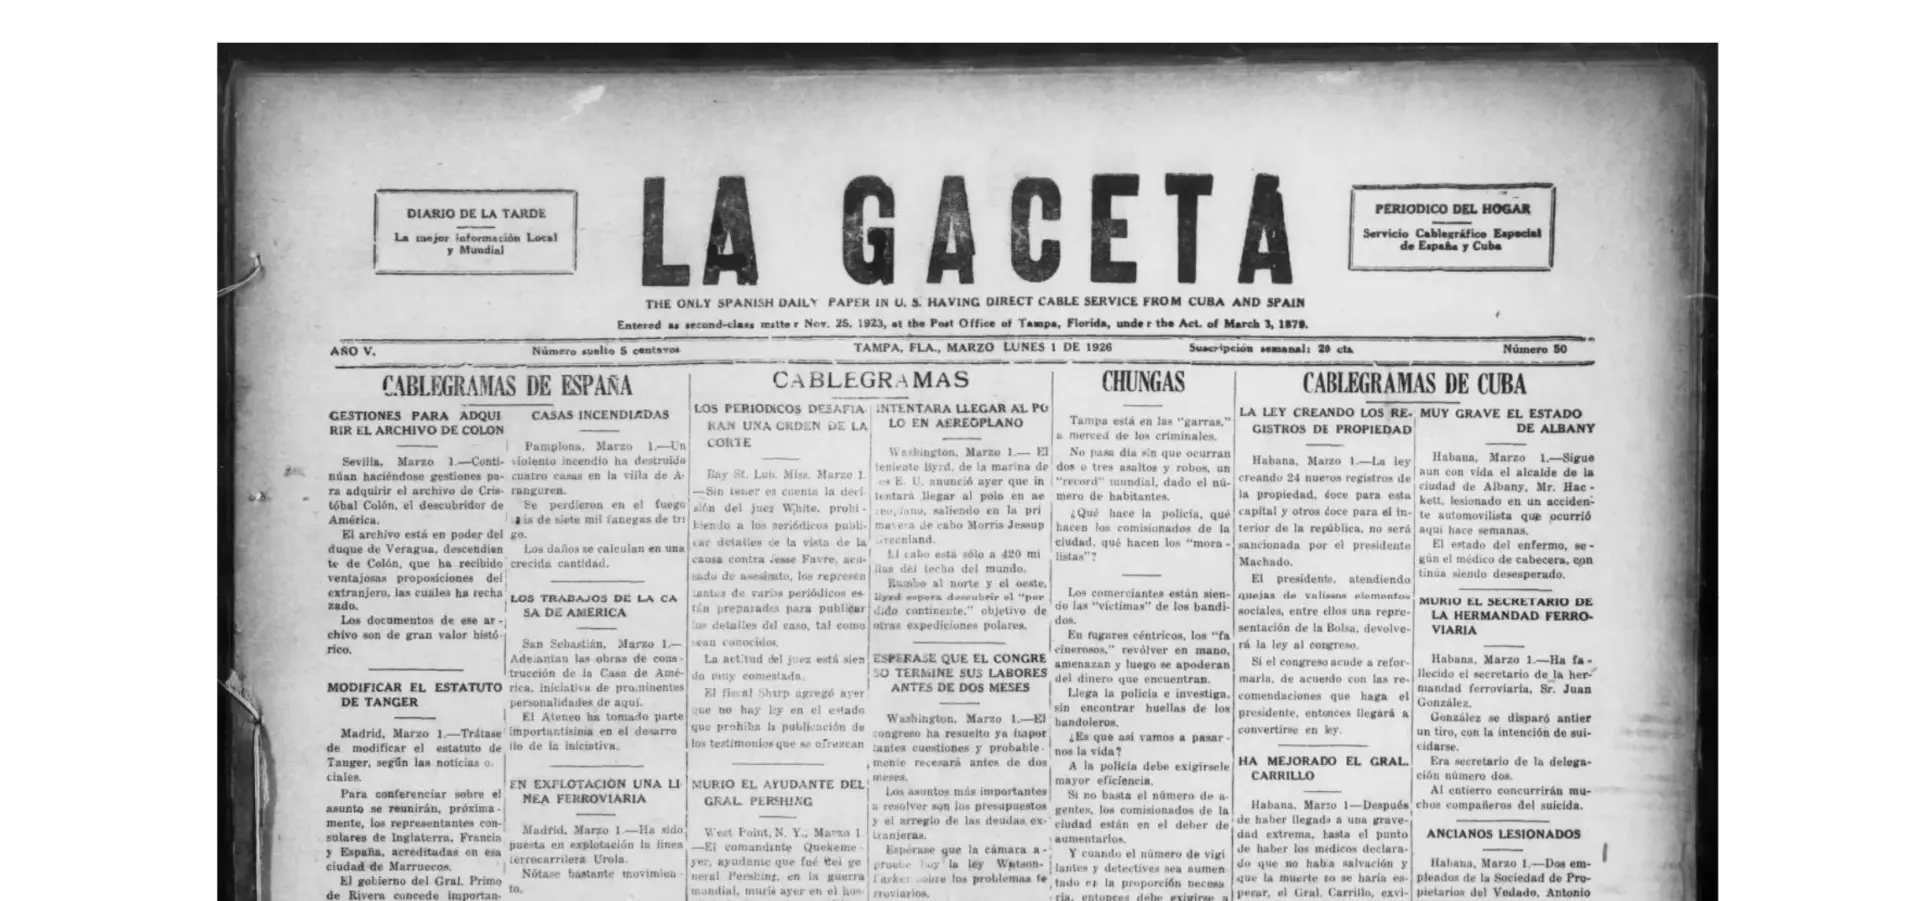 DIARIO DE LA TARDE
La mejor información Local
y Mundial
LA GACETA
PERIODICO DEL HOGAR
Servicio Cablegráfico Especial
de España y Cuba
THE ONLY SPANISH DAILY PAPER IN U. S. HAVING DIRECT CABLE SERVICE FROM CUBA AND SPAIN
Entered as second-class matter Nov. 25, 1923, at the Post Office of Tampa, Florida, under the Act. of March 3, 1879.
AÑO V.
Número suelto 5 centavos
TAMPA, FLA., MARZO LUNES 1 DE 1926
Suscripción semanal: 20 cts
Número 50
CABLEGRAMAS DE ESPAÑA
GESTIONES PARA ADQUI
RIR EL ARCHIVO DE COLON
Sevilla, Marzo 1.—Conti-
núan haciéndose gestiones pa-
ra adquirir el archivo de Cris-
tóbal Colón, el descubridor de
América.
El archivo está en poder del
duque de Veragua, descendien
te de Colón, que ha recibido
ventajosas proposiciones del
extranjero, las cuales ha recha
zado.
Los documentos de ese ar-
chivo son de gran valor histó-
rico.
MODIFICAR EL ESTATUTO
DE TANGER
Madrid, Marzo 1.—Trátase
de modificar el estatuto de
Tanger, según las noticias o.
ciales.
Para conferenciar sobre el
asunto se reunirán, próxima-
mente, los representantes con-
sulares de Inglaterra, Francia
y España, acreditadas en esa
ciudad de Marruecos.
El gobierno del Gral. Primo
de Rivera concede importan-
CASAS INCENDIADAS
Pamplona, Marzo 1.—Un
violento incendio ha destruido
cuatro casas en la villa de A-
ranguren.
Se perdieron en el fuego
más de siete mil fanegas de tri
go.
Los daños se calculan en una
crecida cantidad.
LOS TRABAJOS DE LA CA
SA DE AMERICA
San Sebastián, Marzo 1.—
Adelantan las obras de cons-
trucción de la Casa de Amé-
rica, iniciativa de prominentes
personalidades de aquí.
El Ateneo ha tomado parte
importantísima en el desarro
llo de la iniciativa.
EN EXPLOTACION UNA LI
NEA FERROVIARIA
Madrid, Marzo 1.—Ha sido
puesta en explotación la línea
ferrocarrilera Urola.
Nótase bastante movimien-
to.
CABLEGRAMAS
LOS PERIODICOS DESAFIA-
RAN UNA ORDEN DE LA
CORTE
Bay St. Luis, Miss. Marzo 1.
—Sin tener en cuenta la deci-
sión del juez White, prohi-
biendo a los periódicos publi-
car detalles de la vista de la
causa contra Jesse Favre, acu-
sado de asesinato, los represen
tantes de varios periódicos es-
tán preparados para publicar
los detalles del caso, tal como
sean conocidos.
La actitud del juez está sien
do muy comentada.
El fiscal Sharp agregó ayer
que no hay ley en el estado
que prohiba la publicación de
los testimonios que se ofrezcan
MURIO EL AYUDANTE DEL
GRAL PERSHING
West Point, N. Y., Marzo 1
—El comandante Quekeme-
yer, ayudante que fué del ge
neral Pershing, en la guerra
mundial, murió ayer en el hos-
INTENTARA LLEGAR AL PO
LO EN AEREOPLANO
Washington, Marzo 1.— El
teniente Byrd, de la marina de
los E. U. anunció ayer que in
tentará llegar al polo en ae
reoplano, saliendo en la pri
mavera de cabo Morris Jessup
Greenland.
El cabo está sólo a 420 mi
llas del techo del mundo.
Rumbo al norte y el oeste,
Byrd espera descubrir el "per
dido continente," objetivo de
otras expediciones polares.
ESPERASE QUE EL CONGRE
SO TERMINE SUS LABORES
ANTES DE DOS MESES
Washington, Marzo 1.—El
congreso ha resuelto ya impor
tantes cuestiones y probable-
mente recesará antes de dos
meses.
Los asuntos más importantes
a resolver son los presupuestos
y el arreglo de las deudas ex-
tranjeras.
Espérase que la cámara a-
pruebe hoy la ley Watson-
Parker sobre los problemas fe
rroviarios.
CHUNGAS
Tampa está en las "garras,"
a merced de los criminales.
No pasa día sin que ocurran
dos o tres asaltos y robos, un
"record" mundial, dado el nú-
mero de habitantes.
¿Qué hace la policía, qué
hacen los comisionados de la
ciudad, qué hacen los "mora-
listas"?
Los comerciantes están sien-
do las "víctimas" de los bandi-
dos.
En fugares céntricos, los "fa
cinerosos," revólver en mano,
amenazan y luego se apoderan
del dinero que encuentran.
Llega la policía e investiga,
sin encontrar huellas de los
bandoleros.
¿Es que así vamos a pasar-
nos la vida?
A la policía debe exigírsele
mayor eficiencia.
Si no basta el número de a-
gentes, los comisionados de la
ciudad están en el deber de
aumentarlos.
Y cuando el número de vigi
lantes y detectives sea aumen-
tado en la proporción necesa
ria, entonces debe exigirse a
CABLEGRAMAS DE CUBA
LA LEY CREANDO LOS RE-
GISTROS DE PROPIEDAD
Habana, Marzo 1.—La ley
creando 24 nuevos registros de
la propiedad, doce para esta
capital y otros doce para el in-
terior de la república, no será
sancionada por el presidente
Machado.
El presidente, atendiendo
quejas de valiosos elementos
sociales, entre ellos una repre-
sentación de la Bolsa, devolve-
rá la ley al congreso.
Si el congreso acude a refor-
marla, de acuerdo con las re-
comendaciones que haga el
presidente, entonces llegará a
convertirse en ley.
HA MEJORADO EL GRAL.
CARRILLO
Habana, Marzo 1—Después
de haber llegado a una grave-
dad extrema, hasta el punto
de haber los médicos declara-
do que no había salvación y
que la muerte no se haría es-
perar, el Gral. Carrillo, exvi-
MUY GRAVE EL ESTADO
DE ALBANY
Habana, Marzo 1.—Sigue
aun con vida el alcalde de la
ciudad de Albany, Mr. Hac-
kett, lesionado en un acciden-
te automovilista que ocurrió
aquí hace semanas.
El estado del enfermo, se-
gún el médico de cabecera, con
tinúa siendo desesperado.
MURIO EL SECRETARIO DE
LA HERMANDAD FERRO-
VIARIA
Habana, Marzo 1.—Ha fa-
llecido el secretario de la her-
mandad ferroviaria, Sr. Juan
González.
González se disparó antier
un tiro, con la intención de sui-
cidarse.
Era secretario de la delega-
ción número dos.
Al entierro concurrirán mu-
chos compañeros del suicida.
ANCIANOS LESIONADOS
Habana, Marzo 1.—Dos em-
pleados de la Sociedad de Pro-
pietarios del Vedado, Antonio